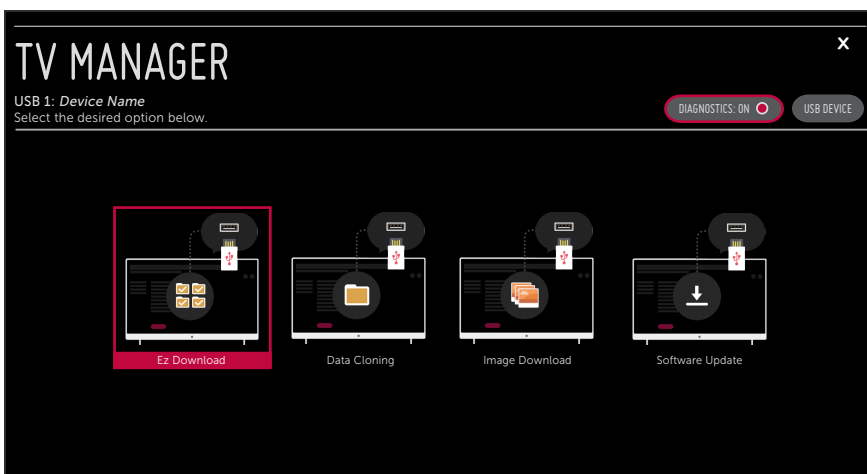 X
TV MANAGER
USB 1: Device Name
Select the desired option below.
DIAGNOSTICS: ON
USB DEVICE
Ez Download
Data Cloning
Image Download
Software Update